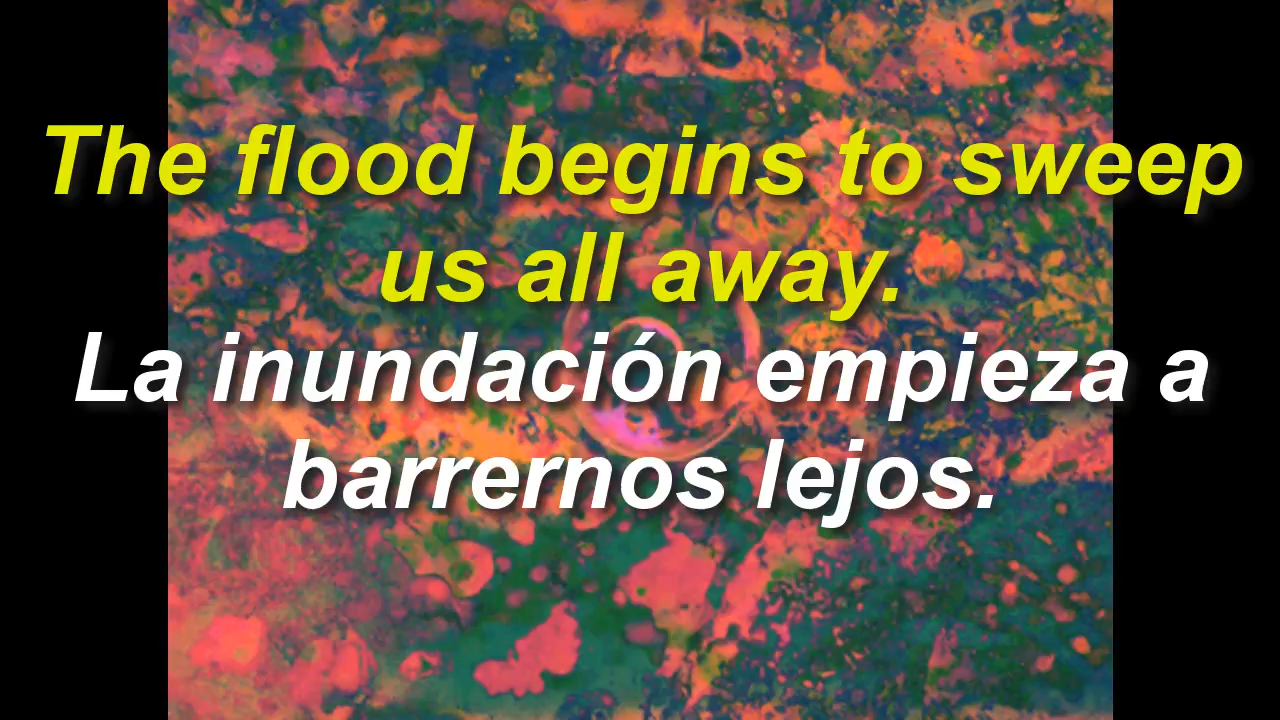 The flood begins to sweep
us all away.
La inundación empieza a
barrernos lejos.